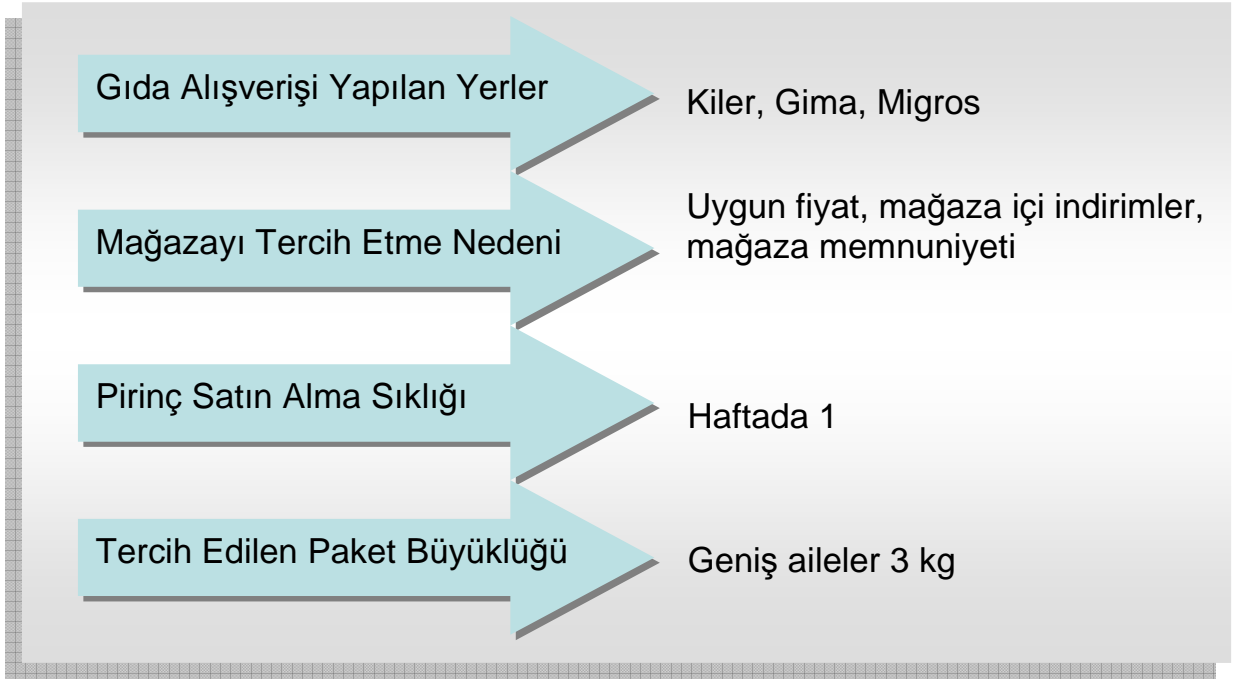 Gıda Alışverişi Yapılan Yerler
Kiler, Gima, Migros
Mağazayı Tercih Etme Nedeni
Uygun fiyat, mağaza içi indirimler,
mağaza memnuniyeti
Pirinç Satın Alma Sıklığı
Haftada 1
Tercih Edilen Paket Büyüklüğü
Geniş aileler 3 kg